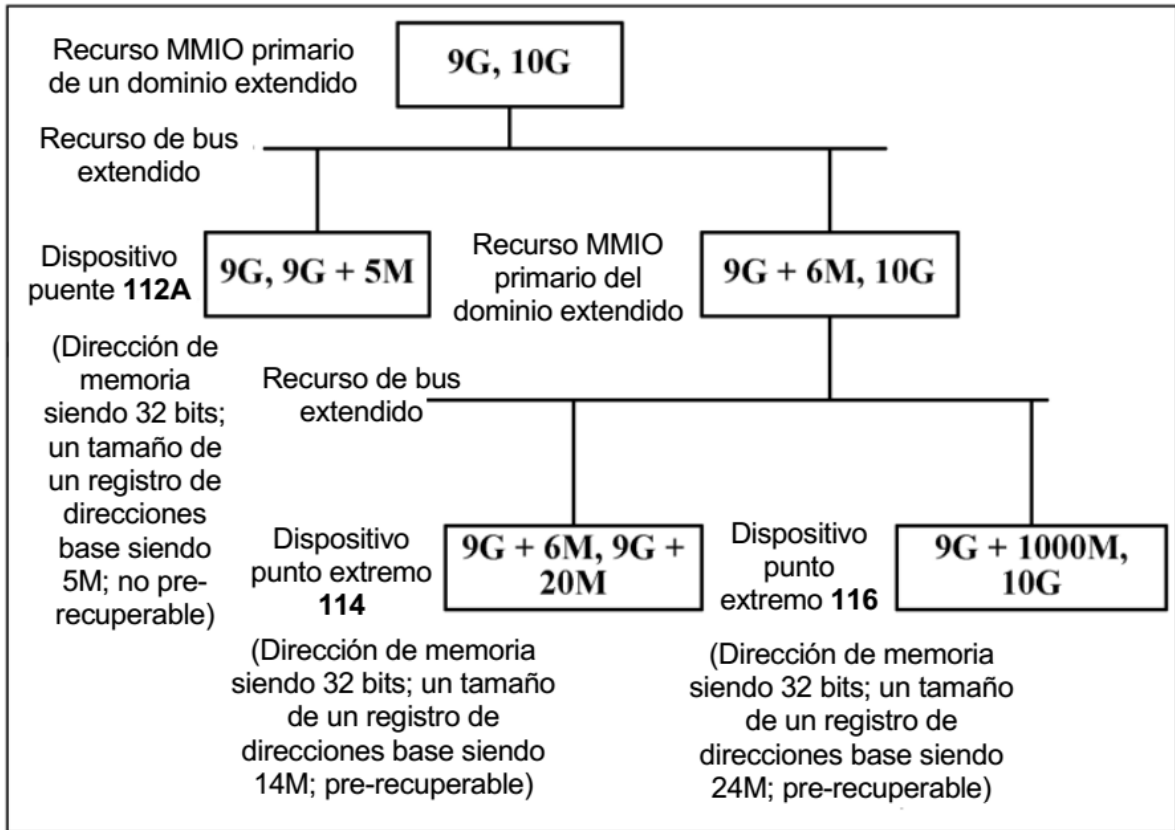 Recurso MMIO primario
de un dominio extendido
9G, 10G
Recurso de bus
extendido
Dispositivo
puente 112A
9G, 9G + 5M
Recurso MMIO
primario del
dominio extendido
9G + 6M, 10G
(Dirección de
memoria
siendo 32 bits;
un tamaño de
un registro de
direcciones
base siendo
5M; no pre-
recuperable)
Recurso de bus
extendido
Dispositivo
punto extremo
114
9G + 6M, 9G +
20M
Dispositivo
punto
extremo 116
9G + 1000M,
10G
(Dirección de memoria
siendo 32 bits; un tamaño
de un registro de
direcciones base siendo
14M; pre-recuperable)
(Dirección de memoria
siendo 32 bits; un tamaño
de un registro de
direcciones base siendo
24M; pre-recuperable)